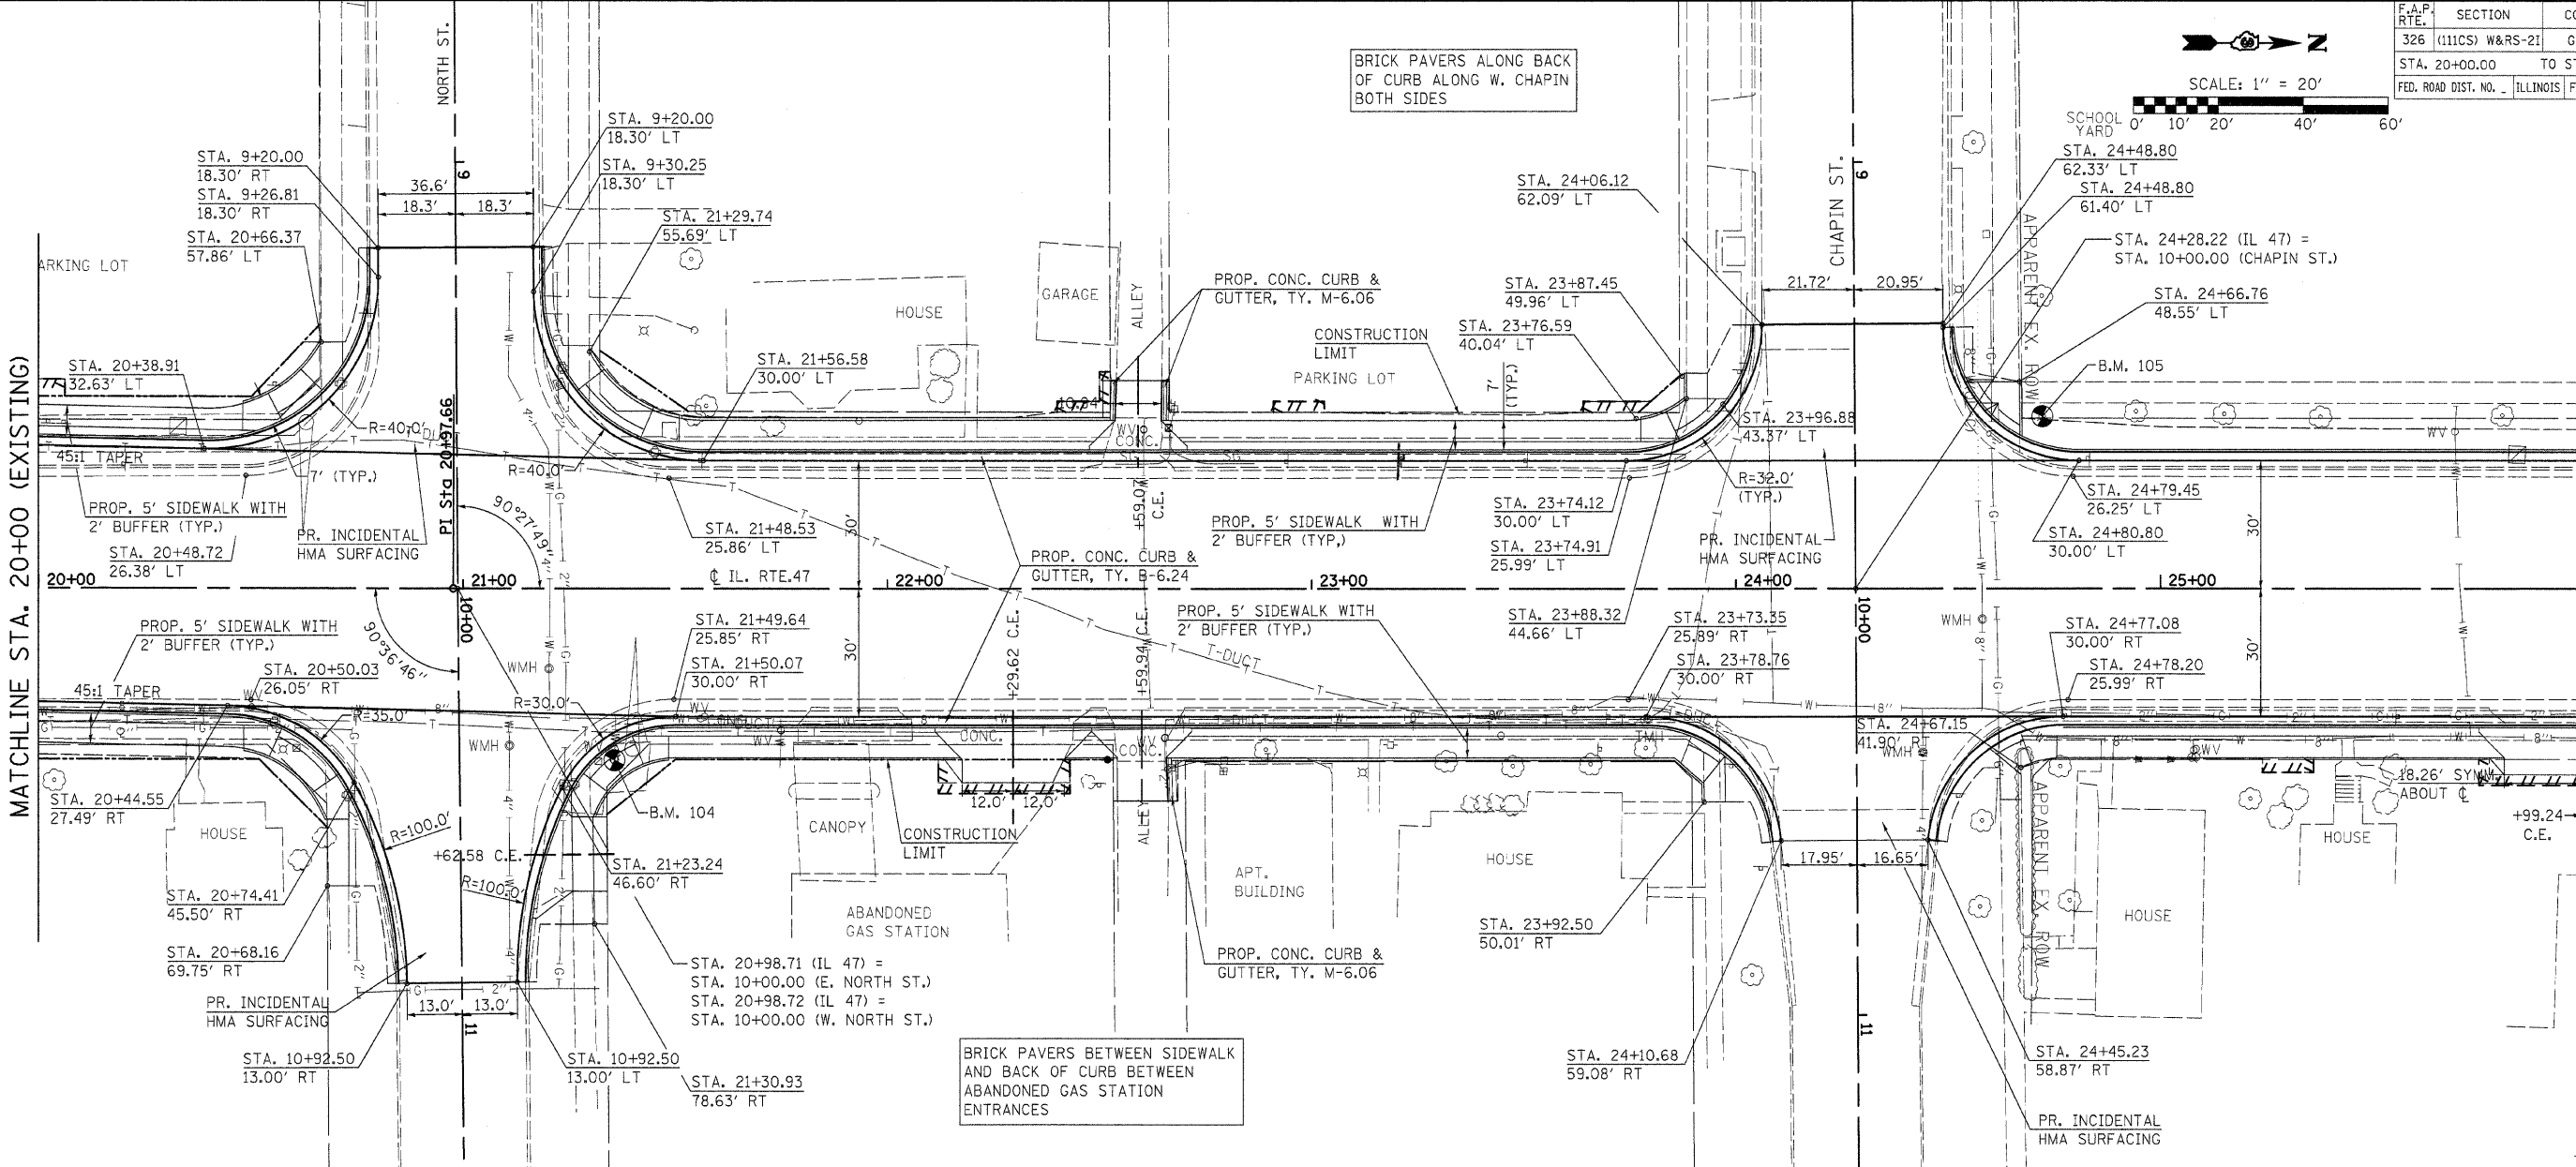 F.A.P. RTE.
SECTION
CO
326
(111CS) W&RS-2I
G
STA. 20+00.00 TO ST
FED. ROAD DIST. NO. _
ILLINOIS
F
N
SCALE: 1" = 20'
0' 10' 20' 40' 60'
SCHOOL
YARD
BRICK PAVERS ALONG BACK
OF CURB ALONG W. CHAPIN
BOTH SIDES
NORTH ST.
9
CHAPIN ST.
9
STA. 9+20.00
18.30' RT
STA. 9+26.81
18.30' RT
STA. 20+66.37
57.86' LT
36.6'
18.3' 18.3'
STA. 9+20.00
18.30' LT
STA. 9+30.25
18.30' LT
STA. 21+29.74
55.69' LT
ARKING LOT
STA. 20+38.91
32.63' LT
HOUSE
GARAGE
ALLEY
PROP. CONC. CURB &
GUTTER, TY. M-6.06
CONSTRUCTION
LIMIT
PARKING LOT
7'
(TYP.)
STA. 24+06.12
62.09' LT
STA. 23+87.45
49.96' LT
STA. 23+76.59
40.04' LT
21.72' 20.95'
STA. 24+48.80
62.33' LT
STA. 24+48.80
61.40' LT
STA. 24+28.22 (IL 47) =
STA. 10+00.00 (CHAPIN ST.)
STA. 24+66.76
48.55' LT
APPARENT EX. ROW
B.M. 105
MATCHLINE STA. 20+00 (EXISTING)
STA. 21+56.58
30.00' LT
R=40.0'
R=40.0'
45:1 TAPER
7' (TYP.)
PI Sta 20+97.66
PROP. 5' SIDEWALK WITH
2' BUFFER (TYP.)
STA. 20+48.72
26.38' LT
PR. INCIDENTAL
HMA SURFACING
90°27'49"
STA. 21+48.53
25.86' LT
WV
CONC.
+59.07
C.E.
30'
PROP. CONC. CURB &
GUTTER, TY. B-6.24
PROP. 5' SIDEWALK WITH
2' BUFFER (TYP.)
STA. 23+96.88
43.37' LT
R=32.0'
(TYP.)
STA. 23+74.12
30.00' LT
STA. 23+74.91
25.99' LT
PR. INCIDENTAL
HMA SURFACING
STA. 24+79.45
26.25' LT
STA. 24+80.80
30.00' LT
30'
WV
20+00
21+00
℄ IL. RTE.47
22+00
23+00
24+00
25+00
10+00
10+00
90°36'46"
PROP. 5' SIDEWALK WITH
2' BUFFER (TYP.)
STA. 20+50.03
26.05' RT
45:1 TAPER
WV
R=35.0'
STA. 21+49.64
25.85' RT
STA. 21+50.07
30.00' RT
WMH
R=30.0'
WMH
30'
+29.62 C.E.
+59.94 C.E.
PROP. 5' SIDEWALK WITH
2' BUFFER (TYP.)
T-DUCT
STA. 23+88.32
44.66' LT
STA. 23+73.35
25.89' RT
STA. 23+78.76
30.00' RT
WMH
STA. 24+77.08
30.00' RT
STA. 24+78.20
25.99' RT
30'
STA. 24+67.15
41.90' RT
WMH
WV
18.26' SYMM.
ABOUT ℄
+99.24
C.E.
CONC.
CONC.
12.0' 12.0'
ALLEY
STA. 20+44.55
27.49' RT
HOUSE
R=100.0'
+62.58 C.E.
R=100.0'
B.M. 104
STA. 21+23.24
46.60' RT
CANOPY
CONSTRUCTION
LIMIT
ABANDONED
GAS STATION
APT.
BUILDING
HOUSE
APPARENT EX. ROW
HOUSE
HOUSE
17.95' 16.65'
STA. 20+74.41
45.50' RT
STA. 20+68.16
69.75' RT
PR. INCIDENTAL
HMA SURFACING
13.0' 13.0'
11
STA. 10+92.50
13.00' RT
STA. 10+92.50
13.00' LT
STA. 20+98.71 (IL 47) =
STA. 10+00.00 (E. NORTH ST.)
STA. 20+98.72 (IL 47) =
STA. 10+00.00 (W. NORTH ST.)
STA. 21+30.93
78.63' RT
PROP. CONC. CURB &
GUTTER, TY. M-6.06
BRICK PAVERS BETWEEN SIDEWALK
AND BACK OF CURB BETWEEN
ABANDONED GAS STATION
ENTRANCES
STA. 23+92.50
50.01' RT
STA. 24+10.68
59.08' RT
11
STA. 24+45.23
58.87' RT
PR. INCIDENTAL
HMA SURFACING